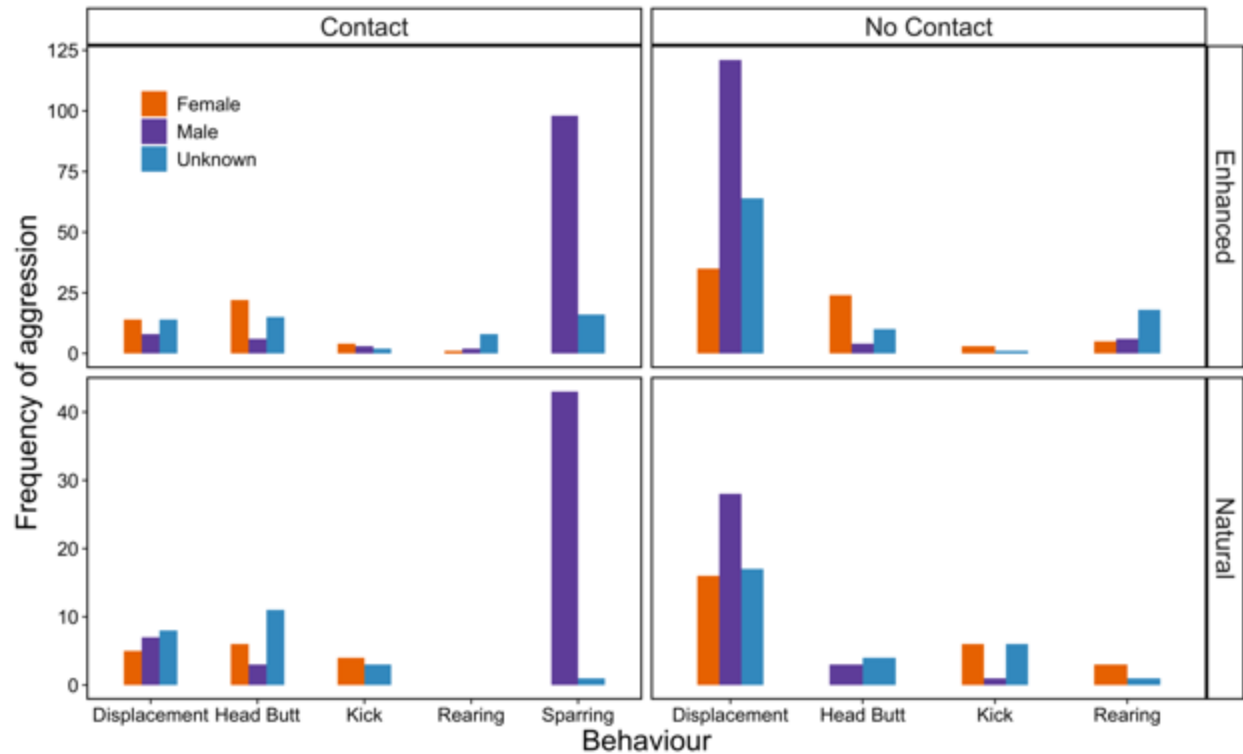 Contact
No Contact
125
100
75
50
25
0
Female
Male
Unknown
Enhanced
40
30
20
10
0
Natural
Frequency of aggression
Displacement Head Butt Kick Rearing Sparring
Displacement Head Butt Kick Rearing
Behaviour